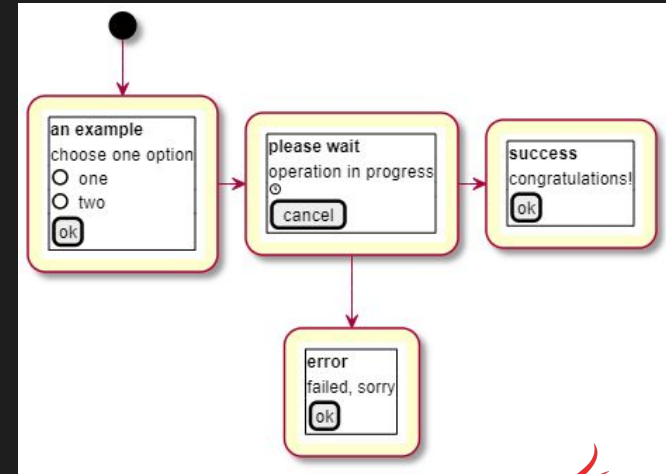 an example
choose one option
one
two
ok
please wait
operation in progress
cancel
success
congratulations!
ok
error
failed, sorry
ok